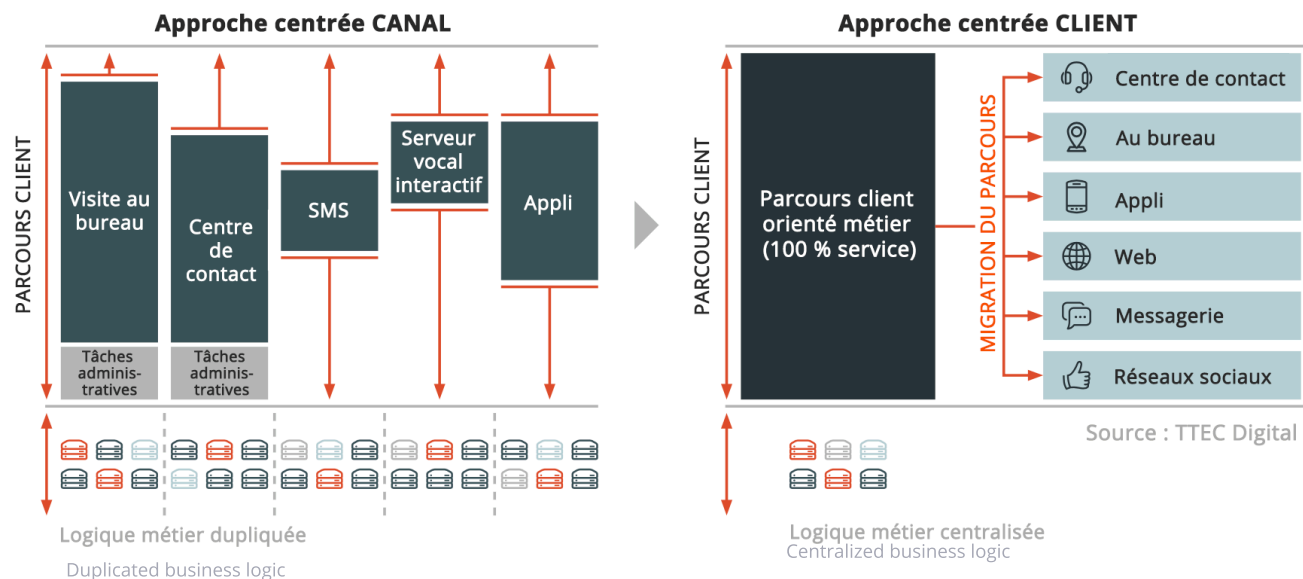 Approche centrée CANAL
PARCOURS CLIENT
Visite au
bureau
Tâches
adminis-
tratives
Centre
de
contact
Tâches
adminis-
tratives
SMS
Serveur
vocal
interactif
Appli
Logique métier dupliquée
Duplicated business logic
Approche centrée CLIENT
PARCOURS CLIENT
Parcours client
orienté métier
(100 % service)
MIGRATION DU PARCOURS
Centre de contact
Au bureau
Appli
Web
Messagerie
Réseaux sociaux
Source : TTEC Digital
Logique métier centralisée
Centralized business logic